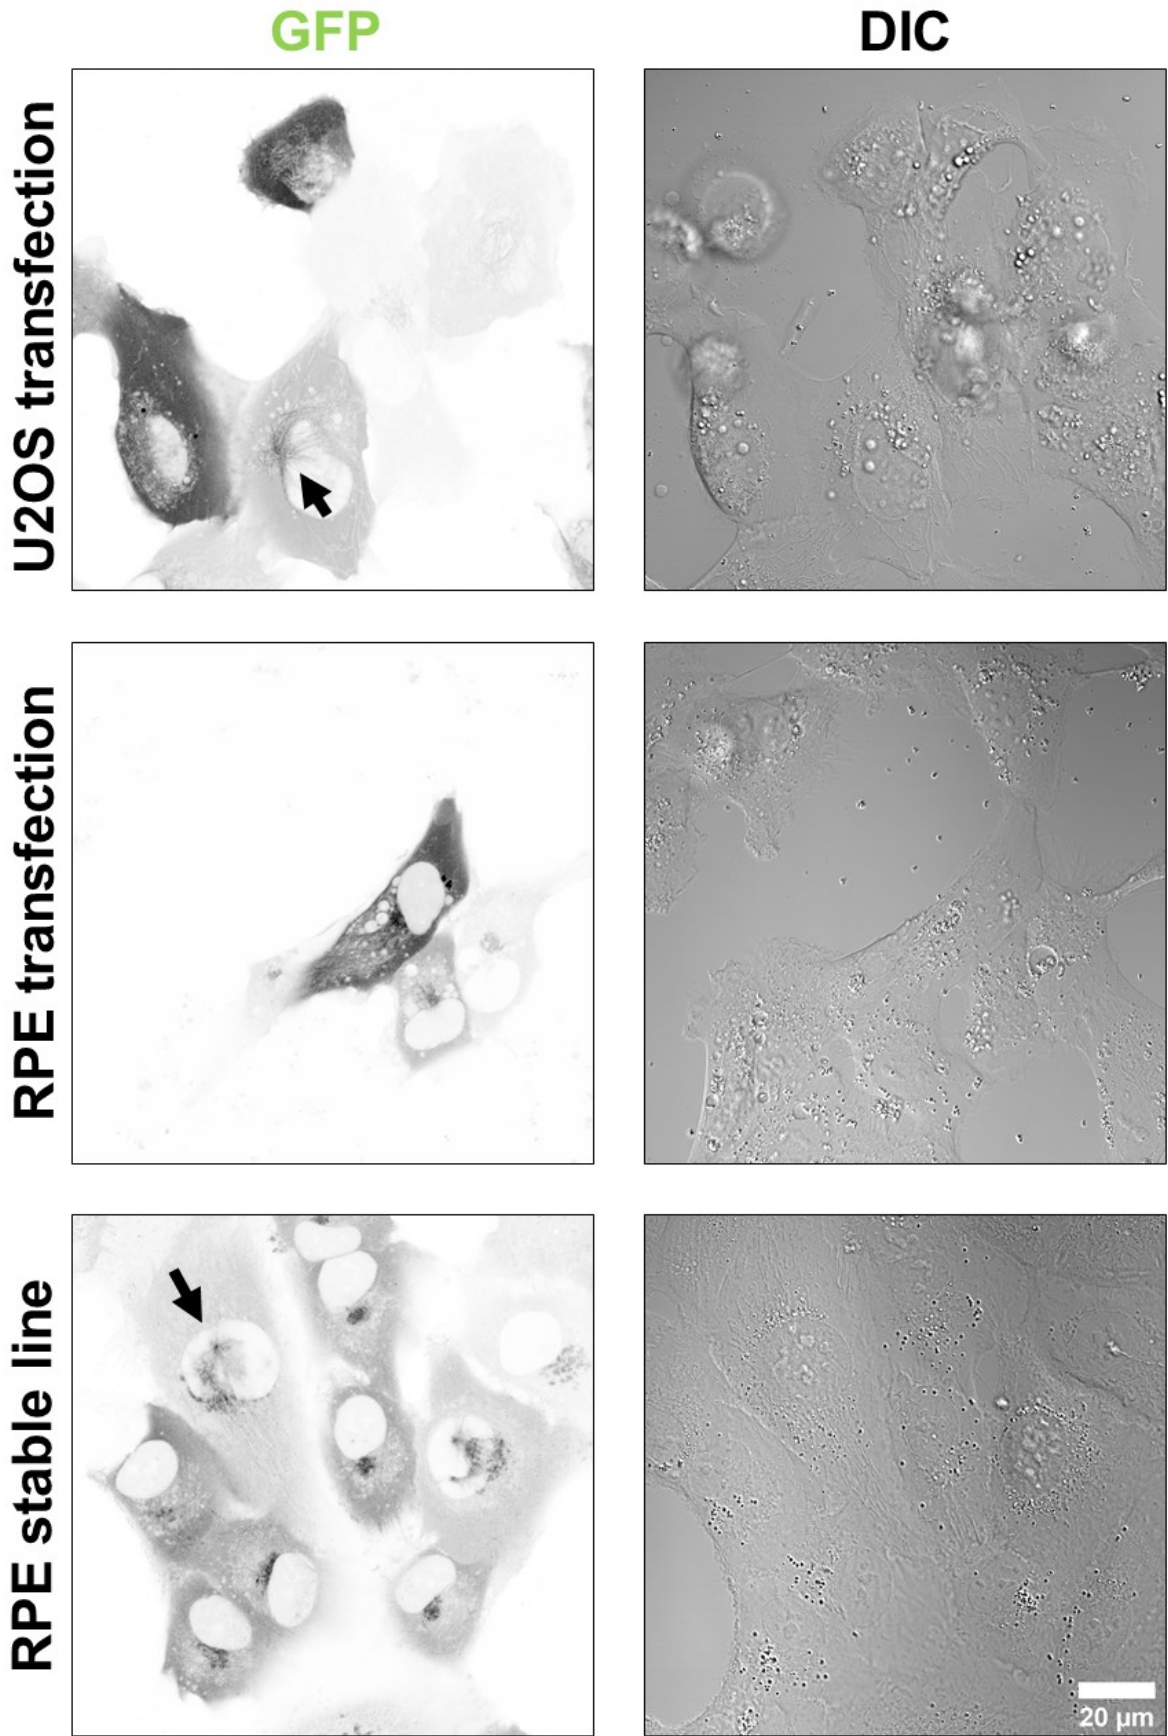 GFP
DIC
U2OS transfection
RPE transfection
RPE stable line
20 µm